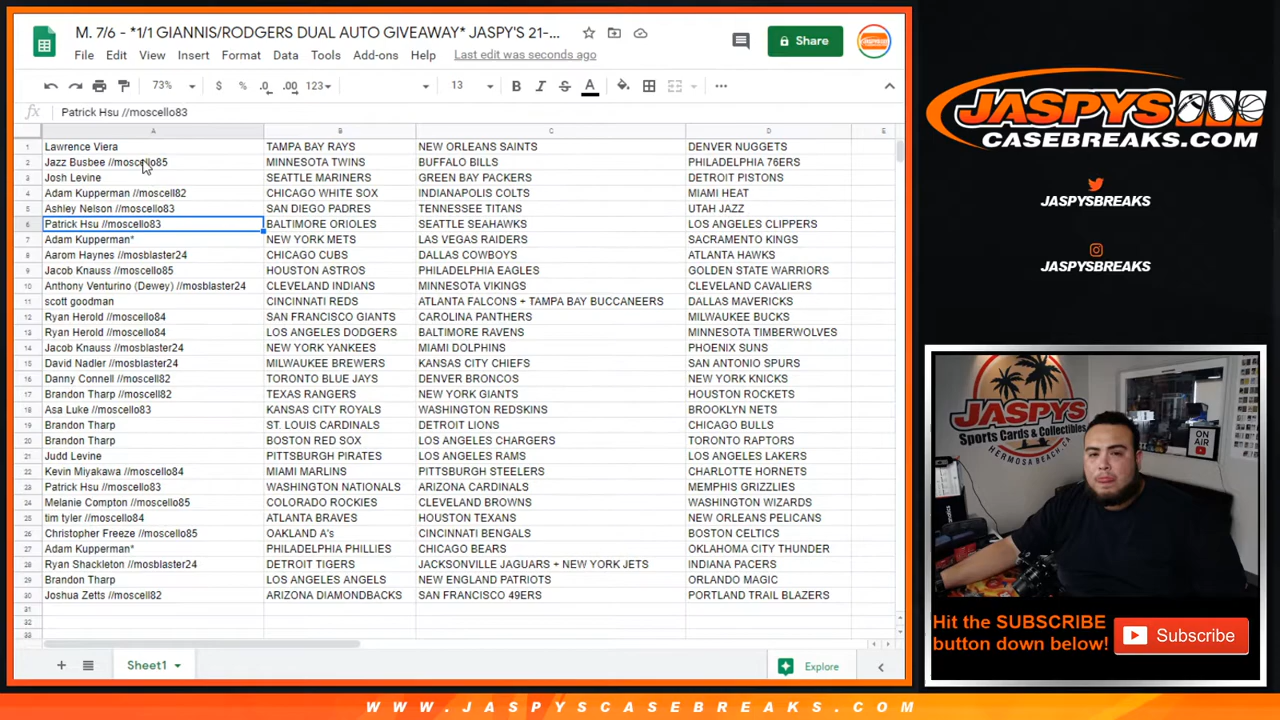 M. 7/6 - *1/1 GIANNIS/RODGERS DUAL AUTO GIVEAWAY* JASPY'S 21-...
File Edit View Insert Format Data Tools Add-ons Help Last edit was seconds ago
Share
73% $ % .0 .00 123 13 B I S A
fx Patrick Hsu //moscello83
A B C D E
1 Lawrence Viera TAMPA BAY RAYS NEW ORLEANS SAINTS DENVER NUGGETS
2 Jazz Busbee //moscello85 MINNESOTA TWINS BUFFALO BILLS PHILADELPHIA 76ERS
3 Josh Levine SEATTLE MARINERS GREEN BAY PACKERS DETROIT PISTONS
4 Adam Kupperman //moscell82 CHICAGO WHITE SOX INDIANAPOLIS COLTS MIAMI HEAT
5 Ashley Nelson //moscello83 SAN DIEGO PADRES TENNESSEE TITANS UTAH JAZZ
6 Patrick Hsu //moscello83 BALTIMORE ORIOLES SEATTLE SEAHAWKS LOS ANGELES CLIPPERS
7 Adam Kupperman* NEW YORK METS LAS VEGAS RAIDERS SACRAMENTO KINGS
8 Aarom Haynes //mosblaster24 CHICAGO CUBS DALLAS COWBOYS ATLANTA HAWKS
9 Jacob Knauss //moscello85 HOUSTON ASTROS PHILADELPHIA EAGLES GOLDEN STATE WARRIORS
10 Anthony Venturino (Dewey) //mosblaster24 CLEVELAND INDIANS MINNESOTA VIKINGS CLEVELAND CAVALIERS
11 scott goodman CINCINNATI REDS ATLANTA FALCONS + TAMPA BAY BUCCANEERS DALLAS MAVERICKS
12 Ryan Herold //moscello84 SAN FRANCISCO GIANTS CAROLINA PANTHERS MILWAUKEE BUCKS
13 Ryan Herold //moscello84 LOS ANGELES DODGERS BALTIMORE RAVENS MINNESOTA TIMBERWOLVES
14 Jacob Knauss //mosblaster24 NEW YORK YANKEES MIAMI DOLPHINS PHOENIX SUNS
15 David Nadler //mosblaster24 MILWAUKEE BREWERS KANSAS CITY CHIEFS SAN ANTONIO SPURS
16 Danny Connell //moscell82 TORONTO BLUE JAYS DENVER BRONCOS NEW YORK KNICKS
17 Brandon Tharp //moscell82 TEXAS RANGERS NEW YORK GIANTS HOUSTON ROCKETS
18 Asa Luke //moscello83 KANSAS CITY ROYALS WASHINGTON REDSKINS BROOKLYN NETS
19 Brandon Tharp ST. LOUIS CARDINALS DETROIT LIONS CHICAGO BULLS
20 Brandon Tharp BOSTON RED SOX LOS ANGELES CHARGERS TORONTO RAPTORS
21 Judd Levine PITTSBURGH PIRATES LOS ANGELES RAMS LOS ANGELES LAKERS
22 Kevin Miyakawa //moscello84 MIAMI MARLINS PITTSBURGH STEELERS CHARLOTTE HORNETS
23 Patrick Hsu //moscello83 WASHINGTON NATIONALS ARIZONA CARDINALS MEMPHIS GRIZZLIES
24 Melanie Compton //moscello85 COLORADO ROCKIES CLEVELAND BROWNS WASHINGTON WIZARDS
25 tim tyler //moscello84 ATLANTA BRAVES HOUSTON TEXANS NEW ORLEANS PELICANS
26 Christopher Freeze //moscello85 OAKLAND A's CINCINNATI BENGALS BOSTON CELTICS
27 Adam Kupperman* PHILADELPHIA PHILLIES CHICAGO BEARS OKLAHOMA CITY THUNDER
28 Ryan Shackleton //mosblaster24 DETROIT TIGERS JACKSONVILLE JAGUARS + NEW YORK JETS INDIANA PACERS
29 Brandon Tharp LOS ANGELES ANGELS NEW ENGLAND PATRIOTS ORLANDO MAGIC
30 Joshua Zetts //moscell82 ARIZONA DIAMONDBACKS SAN FRANCISCO 49ERS PORTLAND TRAIL BLAZERS
31
32
33
Sheet1
Explore
JASPYS
CASEBREAKS.COM
JASPYSBREAKS
JASPYSBREAKS
JASPYS
Sports Cards & Collectibles
HERMOSA BEACH, CA
ON
AIR
Hit the SUBSCRIBE
button down below!
Subscribe
WWW.JASPYSCASEBREAKS.COM